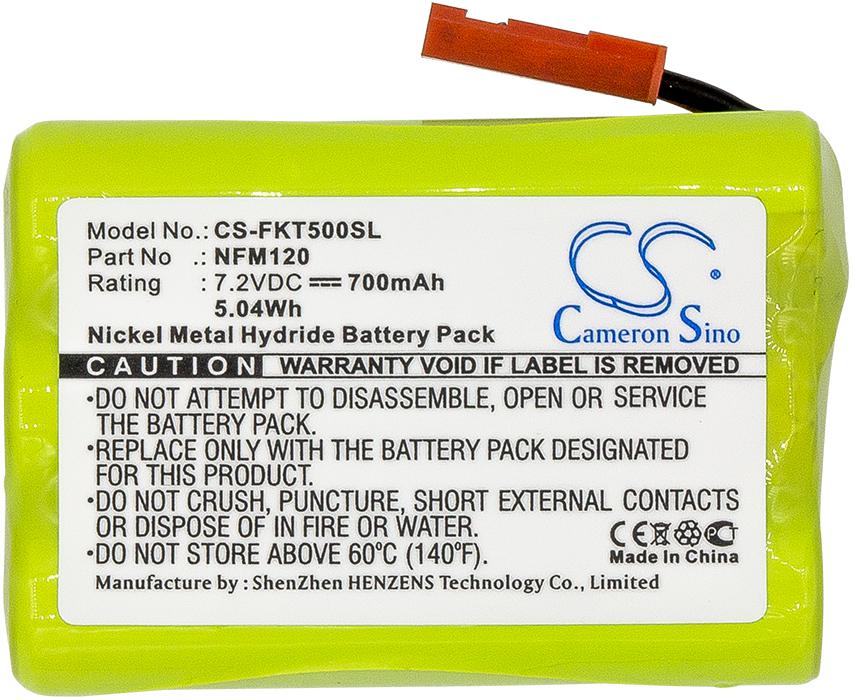 Model No.: CS-FKT500SL
Part No .: NFM120
Rating : 7.2VDC 700mAh
5.04Wh
Nickel Metal Hydride Battery Pack
CS ®
Cameron Sino
CAUTION WARRANTY VOID IF LABEL IS REMOVED
·DO NOT ATTEMPT TO DISASSEMBLE, OPEN OR SERVICE
THE BATTERY PACK.
·REPLACE ONLY WITH THE BATTERY PACK DESIGNATED
FOR THIS PRODUCT.
·DO NOT CRUSH, PUNCTURE, SHORT EXTERNAL CONTACTS
OR DISPOSE OF IN FIRE OR WATER.
·DO NOT STORE ABOVE 60ºC (140ºF).
CE PCT
Made In China
Manufacture by : ShenZhen HENZENS Technology Co., Limited